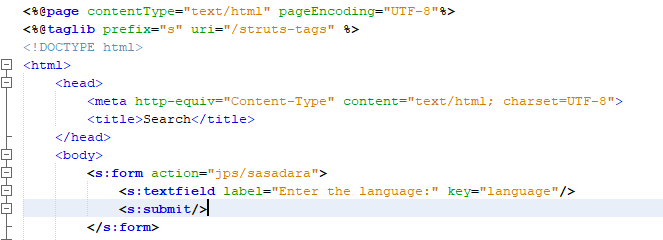 <%@page contentType="text/html" pageEncoding="UTF-8"%>
<%@taglib prefix="s" uri="/struts-tags" %>
<!DOCTYPE html>
<html>
<head>
<meta http-equiv="Content-Type" content="text/html; charset=UTF-8">
<title>Search</title>
</head>
<body>
<s:form action="jps/sasadara">
<s:textfield label="Enter the language:" key="language"/>
<s:submit/>
</s:form>